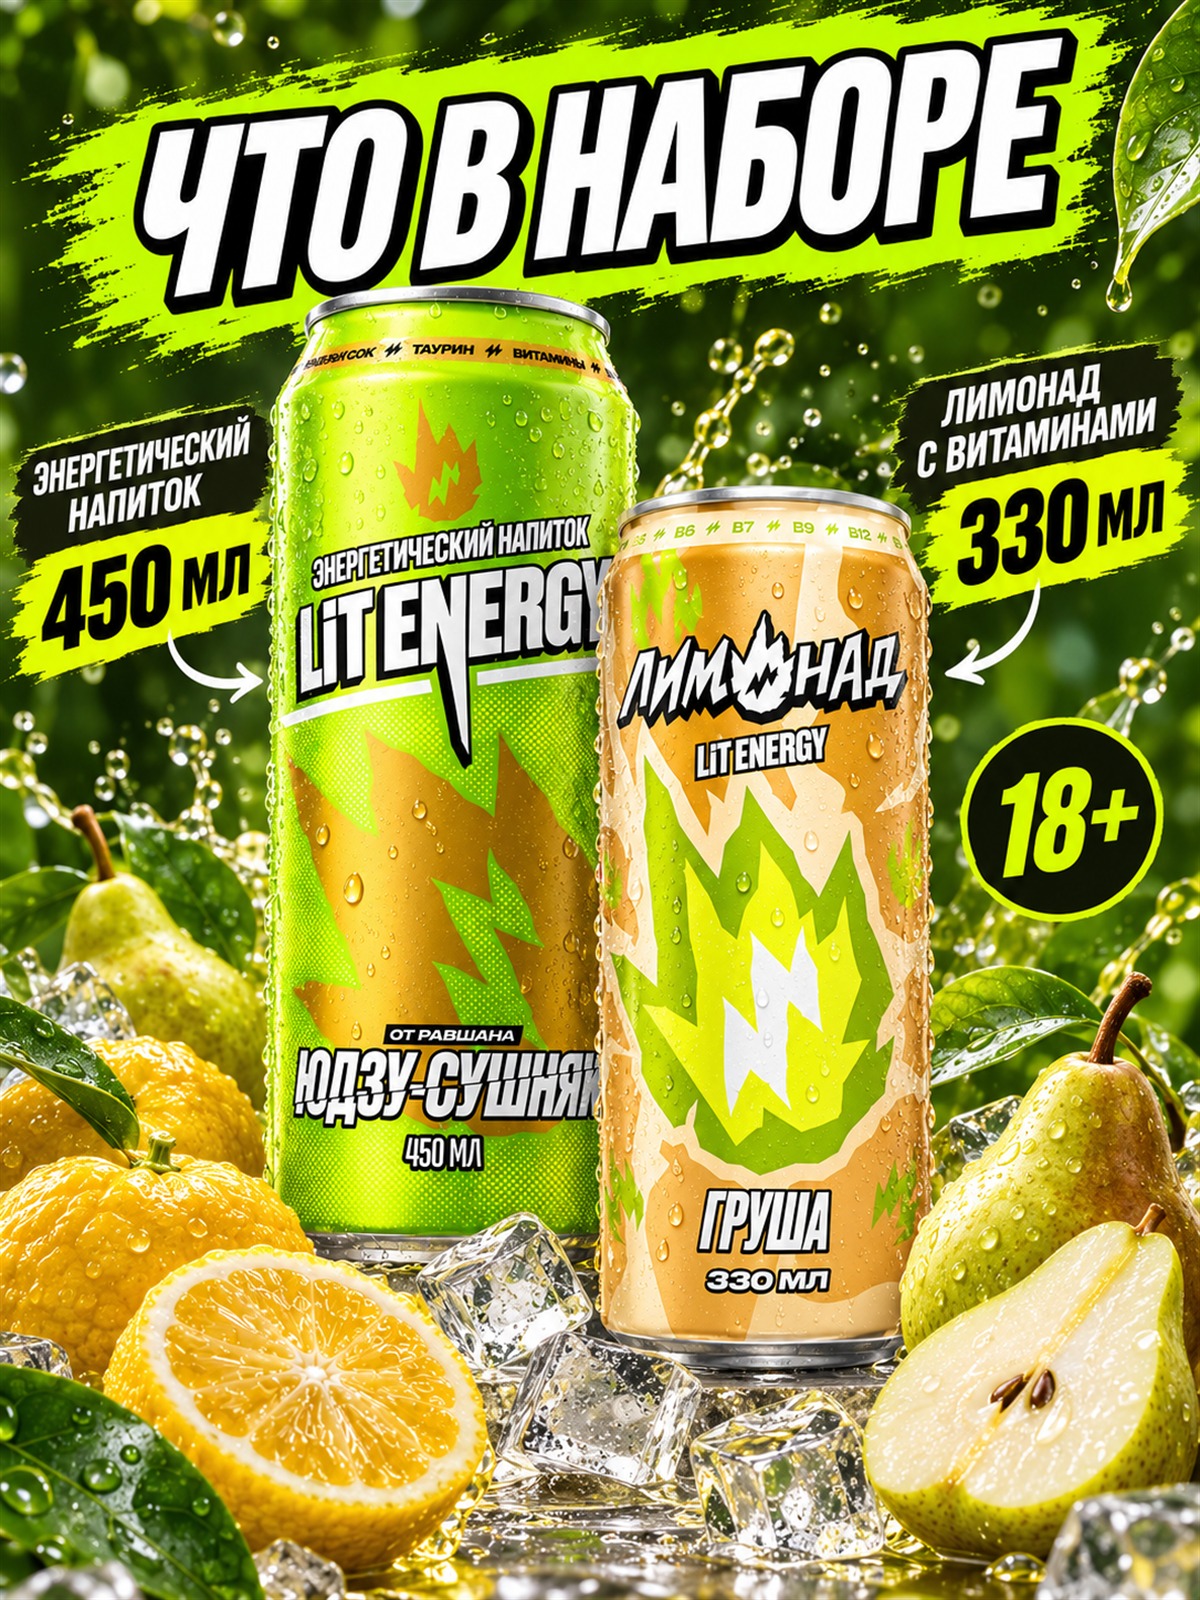 ЧТО В НАБОРЕ
ЭНЕРГЕТИЧЕСКИЙ
НАПИТОК
450 МЛ
ЛИМОНАД
С ВИТАМИНАМИ
330 МЛ
18+
СОК ТАУРИН ВИТАМИНЫ
ЭНЕРГЕТИЧЕСКИЙ НАПИТОК
LiT ENERGY
ОТ РАВШАНА
ЮДЗУ-СУШНЯК
450 МЛ
B6 B7 B9 B12
ЛИМОНАД
LiT ENERGY
ГРУША
330 МЛ